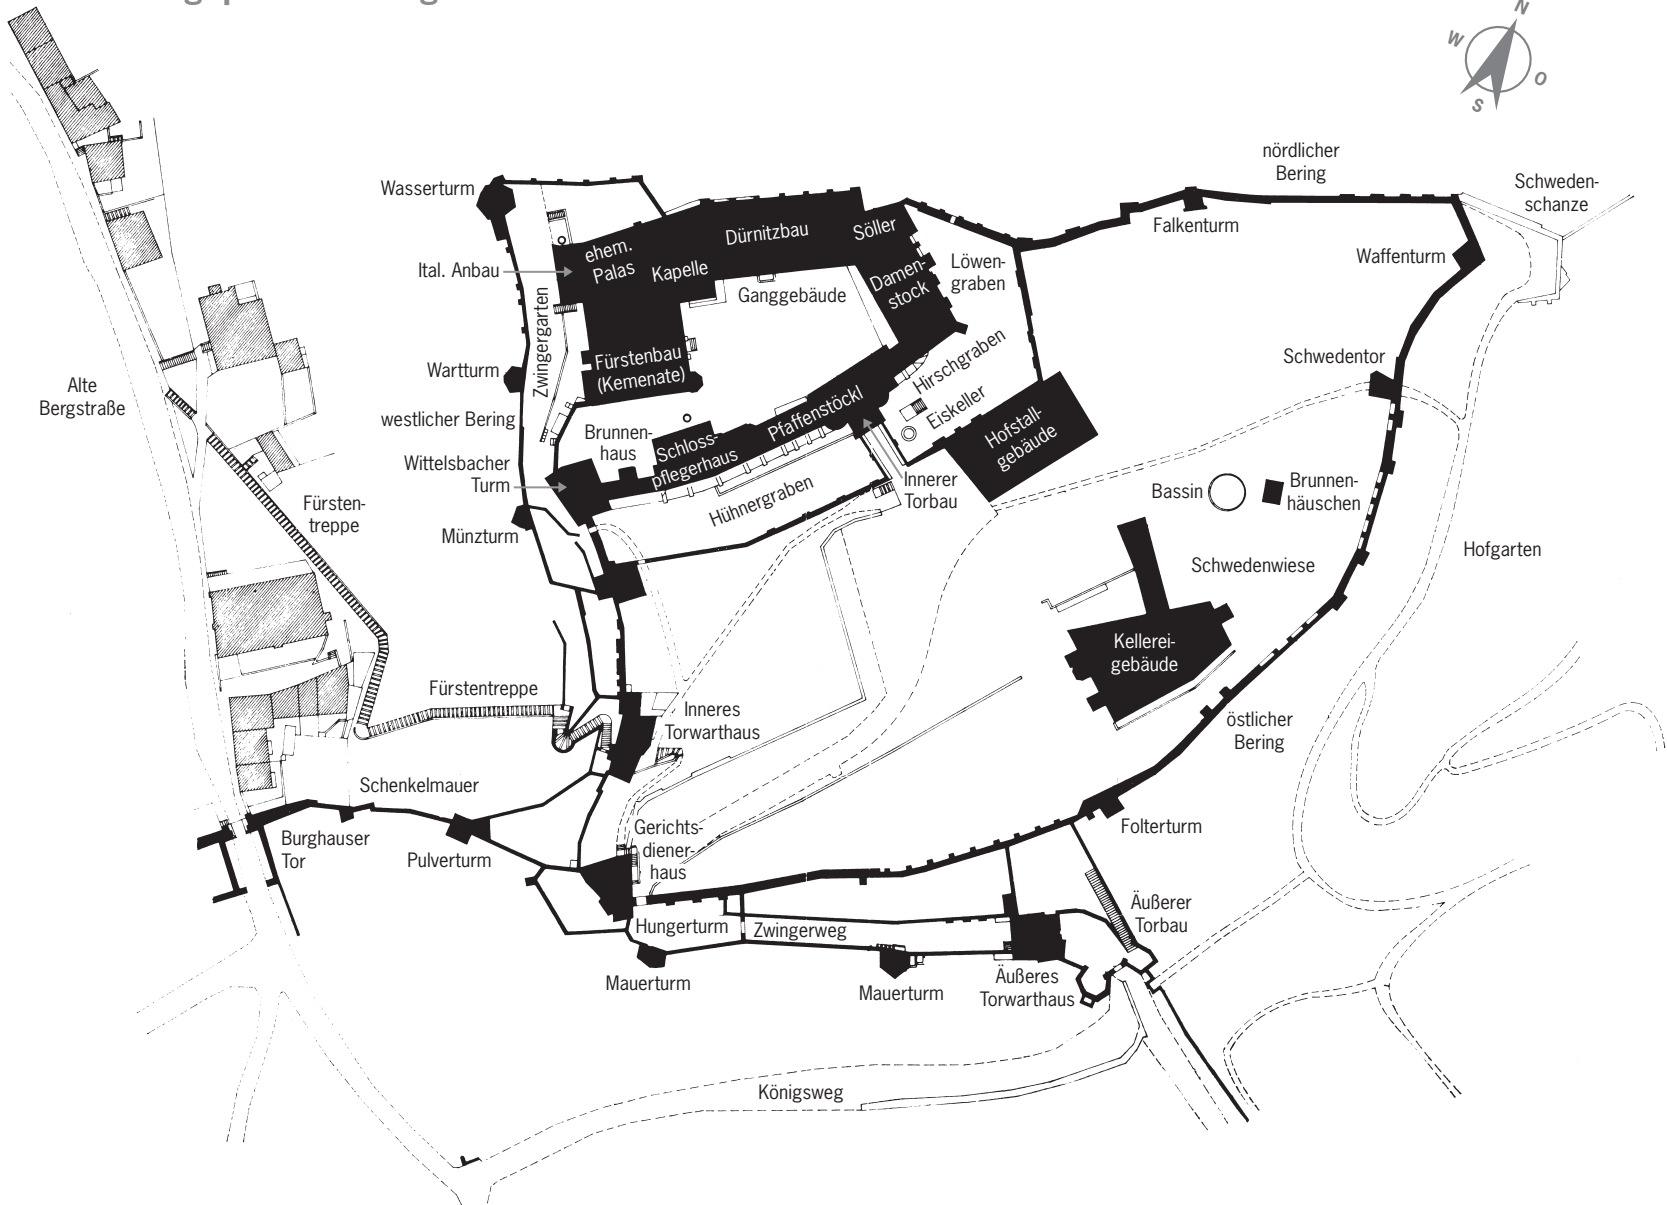 N
W
O
S
nördlicher
Bering
Schweden-
schanze
Wasserturm
Falkenturm
Waffenturm
Ital. Anbau
ehem.
Palas
Kapelle
Dürnitzbau
Söller
Ganggebäude
Damen-
stock
Löwen-
graben
Zwingergarten
Fürstenbau
(Kemenate)
Hirschgraben
Eiskeller
Schwedentor
Wartturm
Alte
Bergstraße
westlicher Bering
Brunnen-
haus
Schloss-
pflegerhaus
Pfaffenstöckl
Hofstall-
gebäude
Wittelsbacher
Turm
Innerer
Torbau
Bassin
Brunnen-
häuschen
Fürsten-
treppe
Hühnergraben
Münzturm
Hofgarten
Schwedenwiese
Kellerei-
gebäude
Fürstentreppe
Inneres
Torwarthaus
östlicher
Bering
Schenkelmauer
Burghauser
Tor
Pulverturm
Gerichts-
diener-
haus
Folterturm
Hungerturm
Zwingerweg
Äußerer
Torbau
Mauerturm
Mauerturm
Äußeres
Torwarthaus
Königsweg